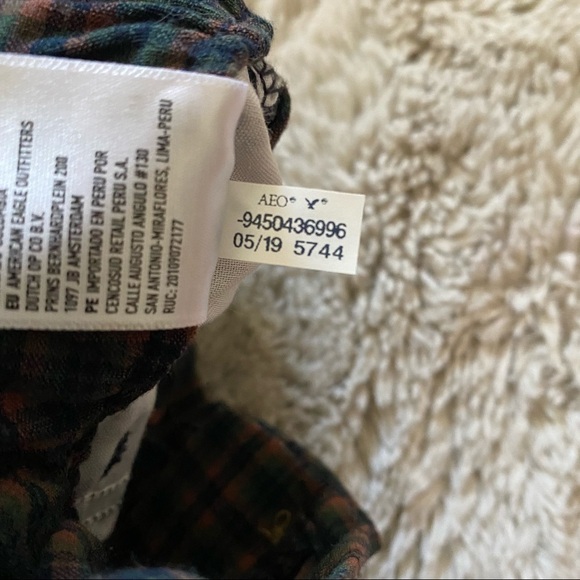 EU AMERICAN EAGLE OUTFITTERS
DUTCH OP CO B.V.
PRINS BERNHARDPLEIN 200
1097 JB AMSTERDAM
PE IMPORTADO EN PERU POR
CENCOSUD RETAIL PERU S.A.
CALLE AUGUSTO ANGULO #130
SAN ANTONIO-MIRAFLORES, LIMA-PERU
RUC: 20109072177
AEO®
-9450436996
05/19 5744